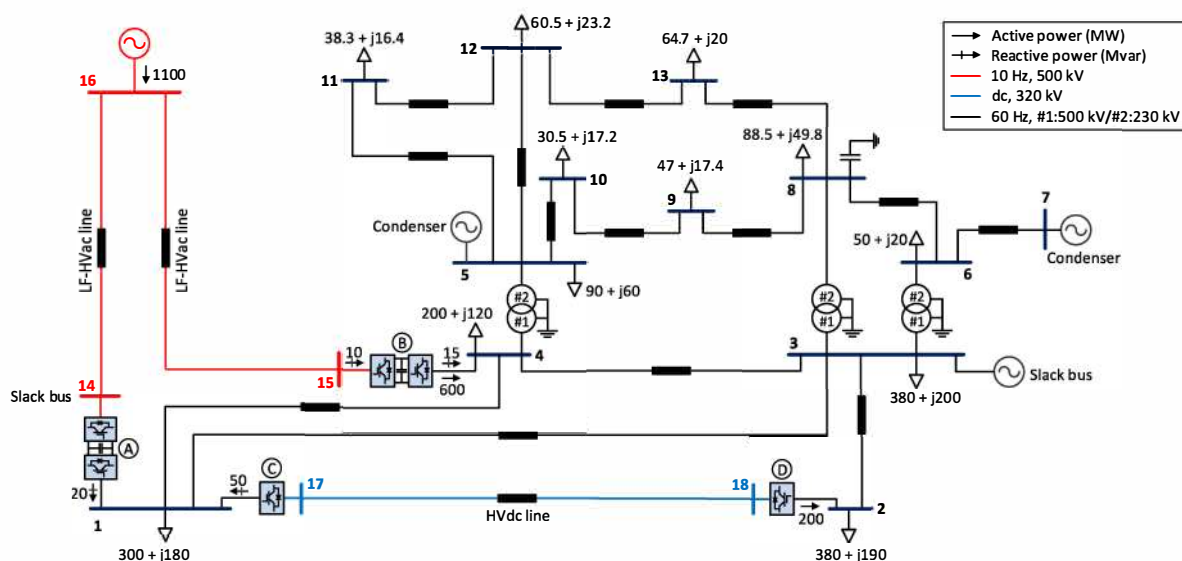 60.5 + j23.2
12
38.3 + j16.4
11
64.7 + j20
13
Active power (MW)
Reactive power (Mvar)
10 Hz, 500 kV
dc, 320 kV
60 Hz, #1:500 kV/#2:230 kV
16
1100
30.5 + j17.2
10
88.5 + j49.8
8
47 + j17.4
9
7
Condenser
50 + j20
6
Condenser
5
90 + j60
LF-HVac line
LF-HVac line
#2
#1
#2
#1
#2
#1
200 + j120
4
3
Slack bus
380 + j200
10
B
15
600
15
14
Slack bus
A
20
1
300 + j180
50
C
17
HVdc line
18
D
200
2
380 + j190